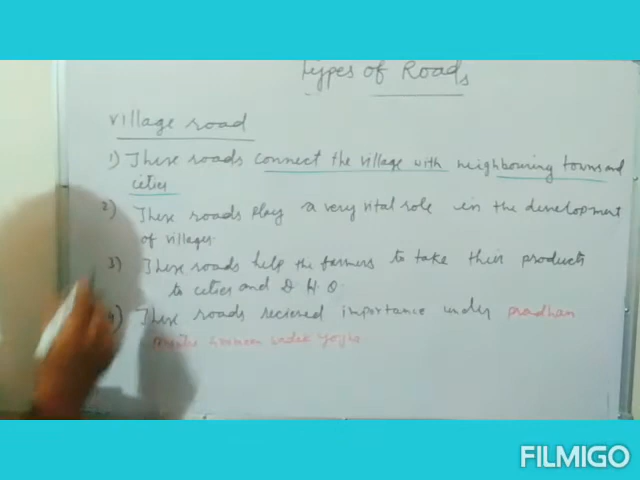 Types of Roads
village road
1) These roads connect the village with neighbouring towns and
cities
2) These roads play a very vital role in the development
of villages.
3) These roads help the farmers to take their products
to cities and D H Q.
4) These roads recieved importance under pradhan
FILMIGO